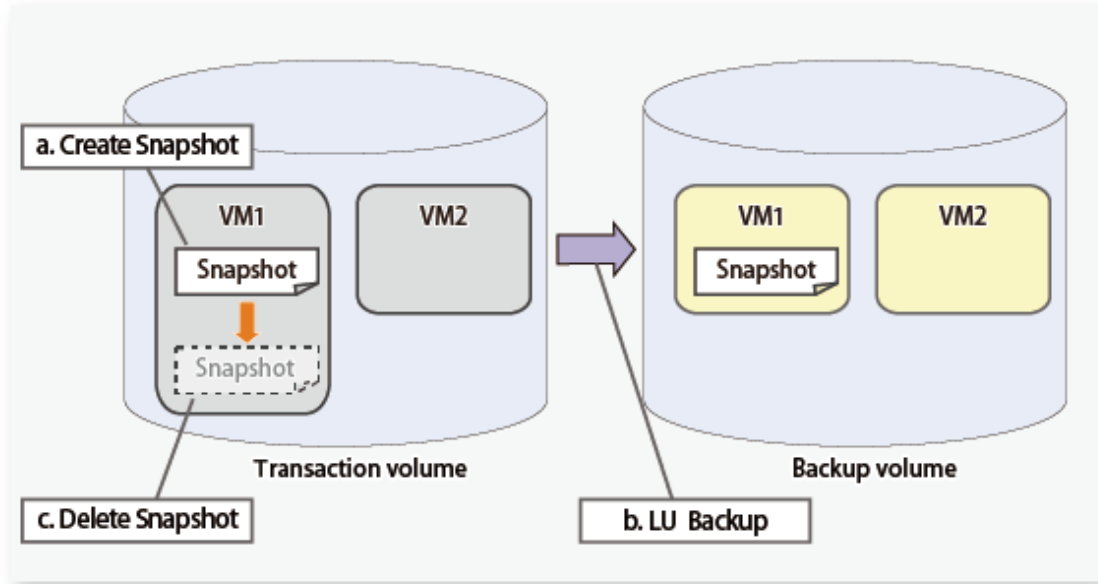 a. Create Snapshot
VM1
VM2
VM1
VM2
Snapshot
Snapshot
Snapshot
Transaction volume
Backup volume
c. Delete Snapshot
b. LU Backup